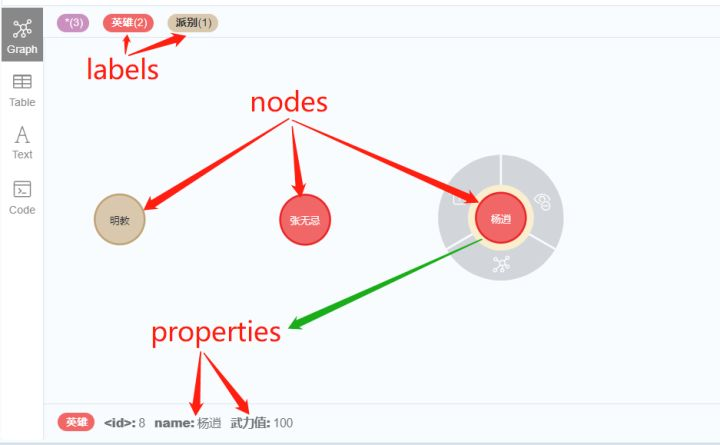 *(3) 英雄(2) 派别(1)
Graph
labels
Table
nodes
Text
Code
明教 张无忌 杨逍
properties
英雄 <id>: 8 name: 杨逍 武力值: 100